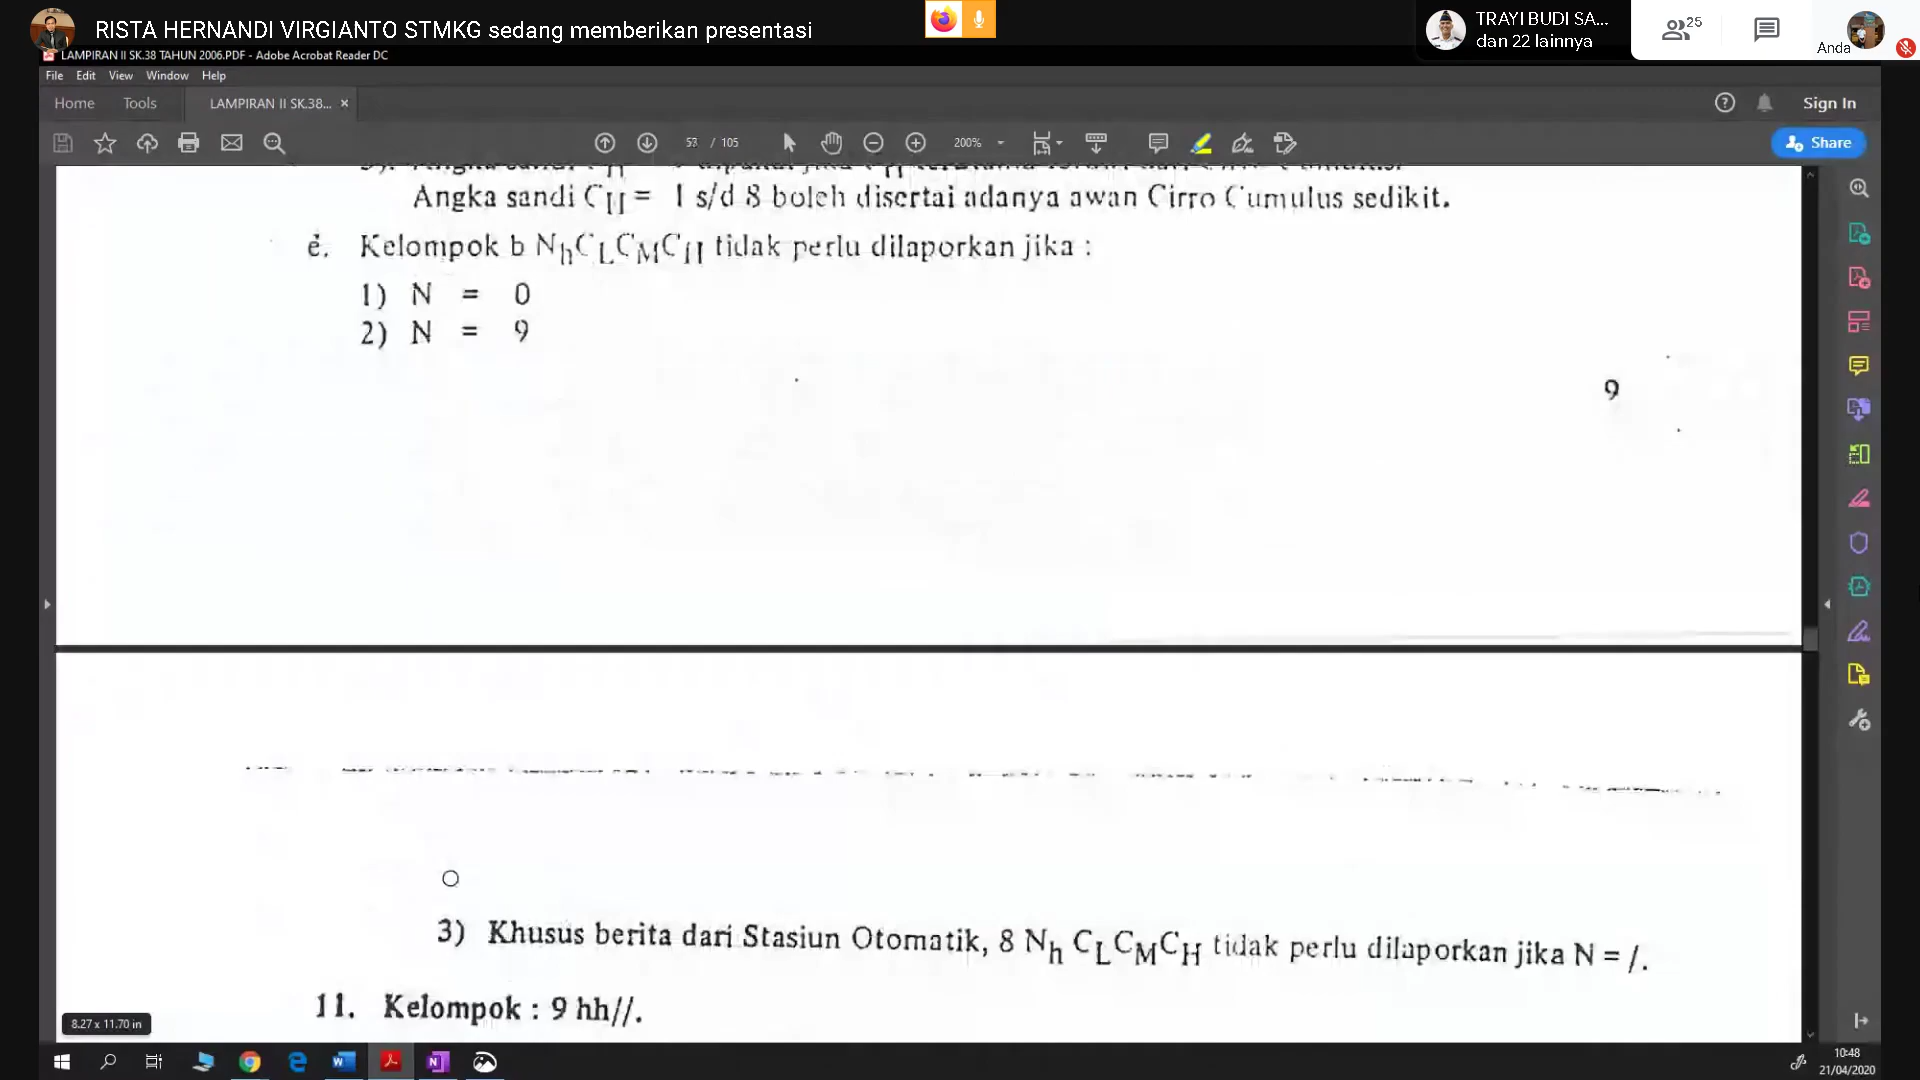 RISTA HERNANDI VIRGIANTO STMKG sedang memberikan presentasi
TRAYI BUDI SA...
dan 22 lainnya
25
Anda
LAMPIRAN II SK.38 TAHUN 2006.PDF - Adobe Acrobat Reader DC
File Edit View Window Help
Home Tools LAMPIRAN II SK.38... × Sign In
53 / 105 200% Share
Angka sandi CH = 1 s/d 8 boleh disertai adanya awan Cirro Cumulus sedikit.
e. Kelompok b NhCLCMCH tidak perlu dilaporkan jika :
1) N = 0
2) N = 9
9
3) Khusus berita dari Stasiun Otomatik, 8 Nh CLCMCH tidak perlu dilaporkan jika N = /.
11. Kelompok : 9 hh//.
8.27 x 11.70 in
10:48
21/04/2020